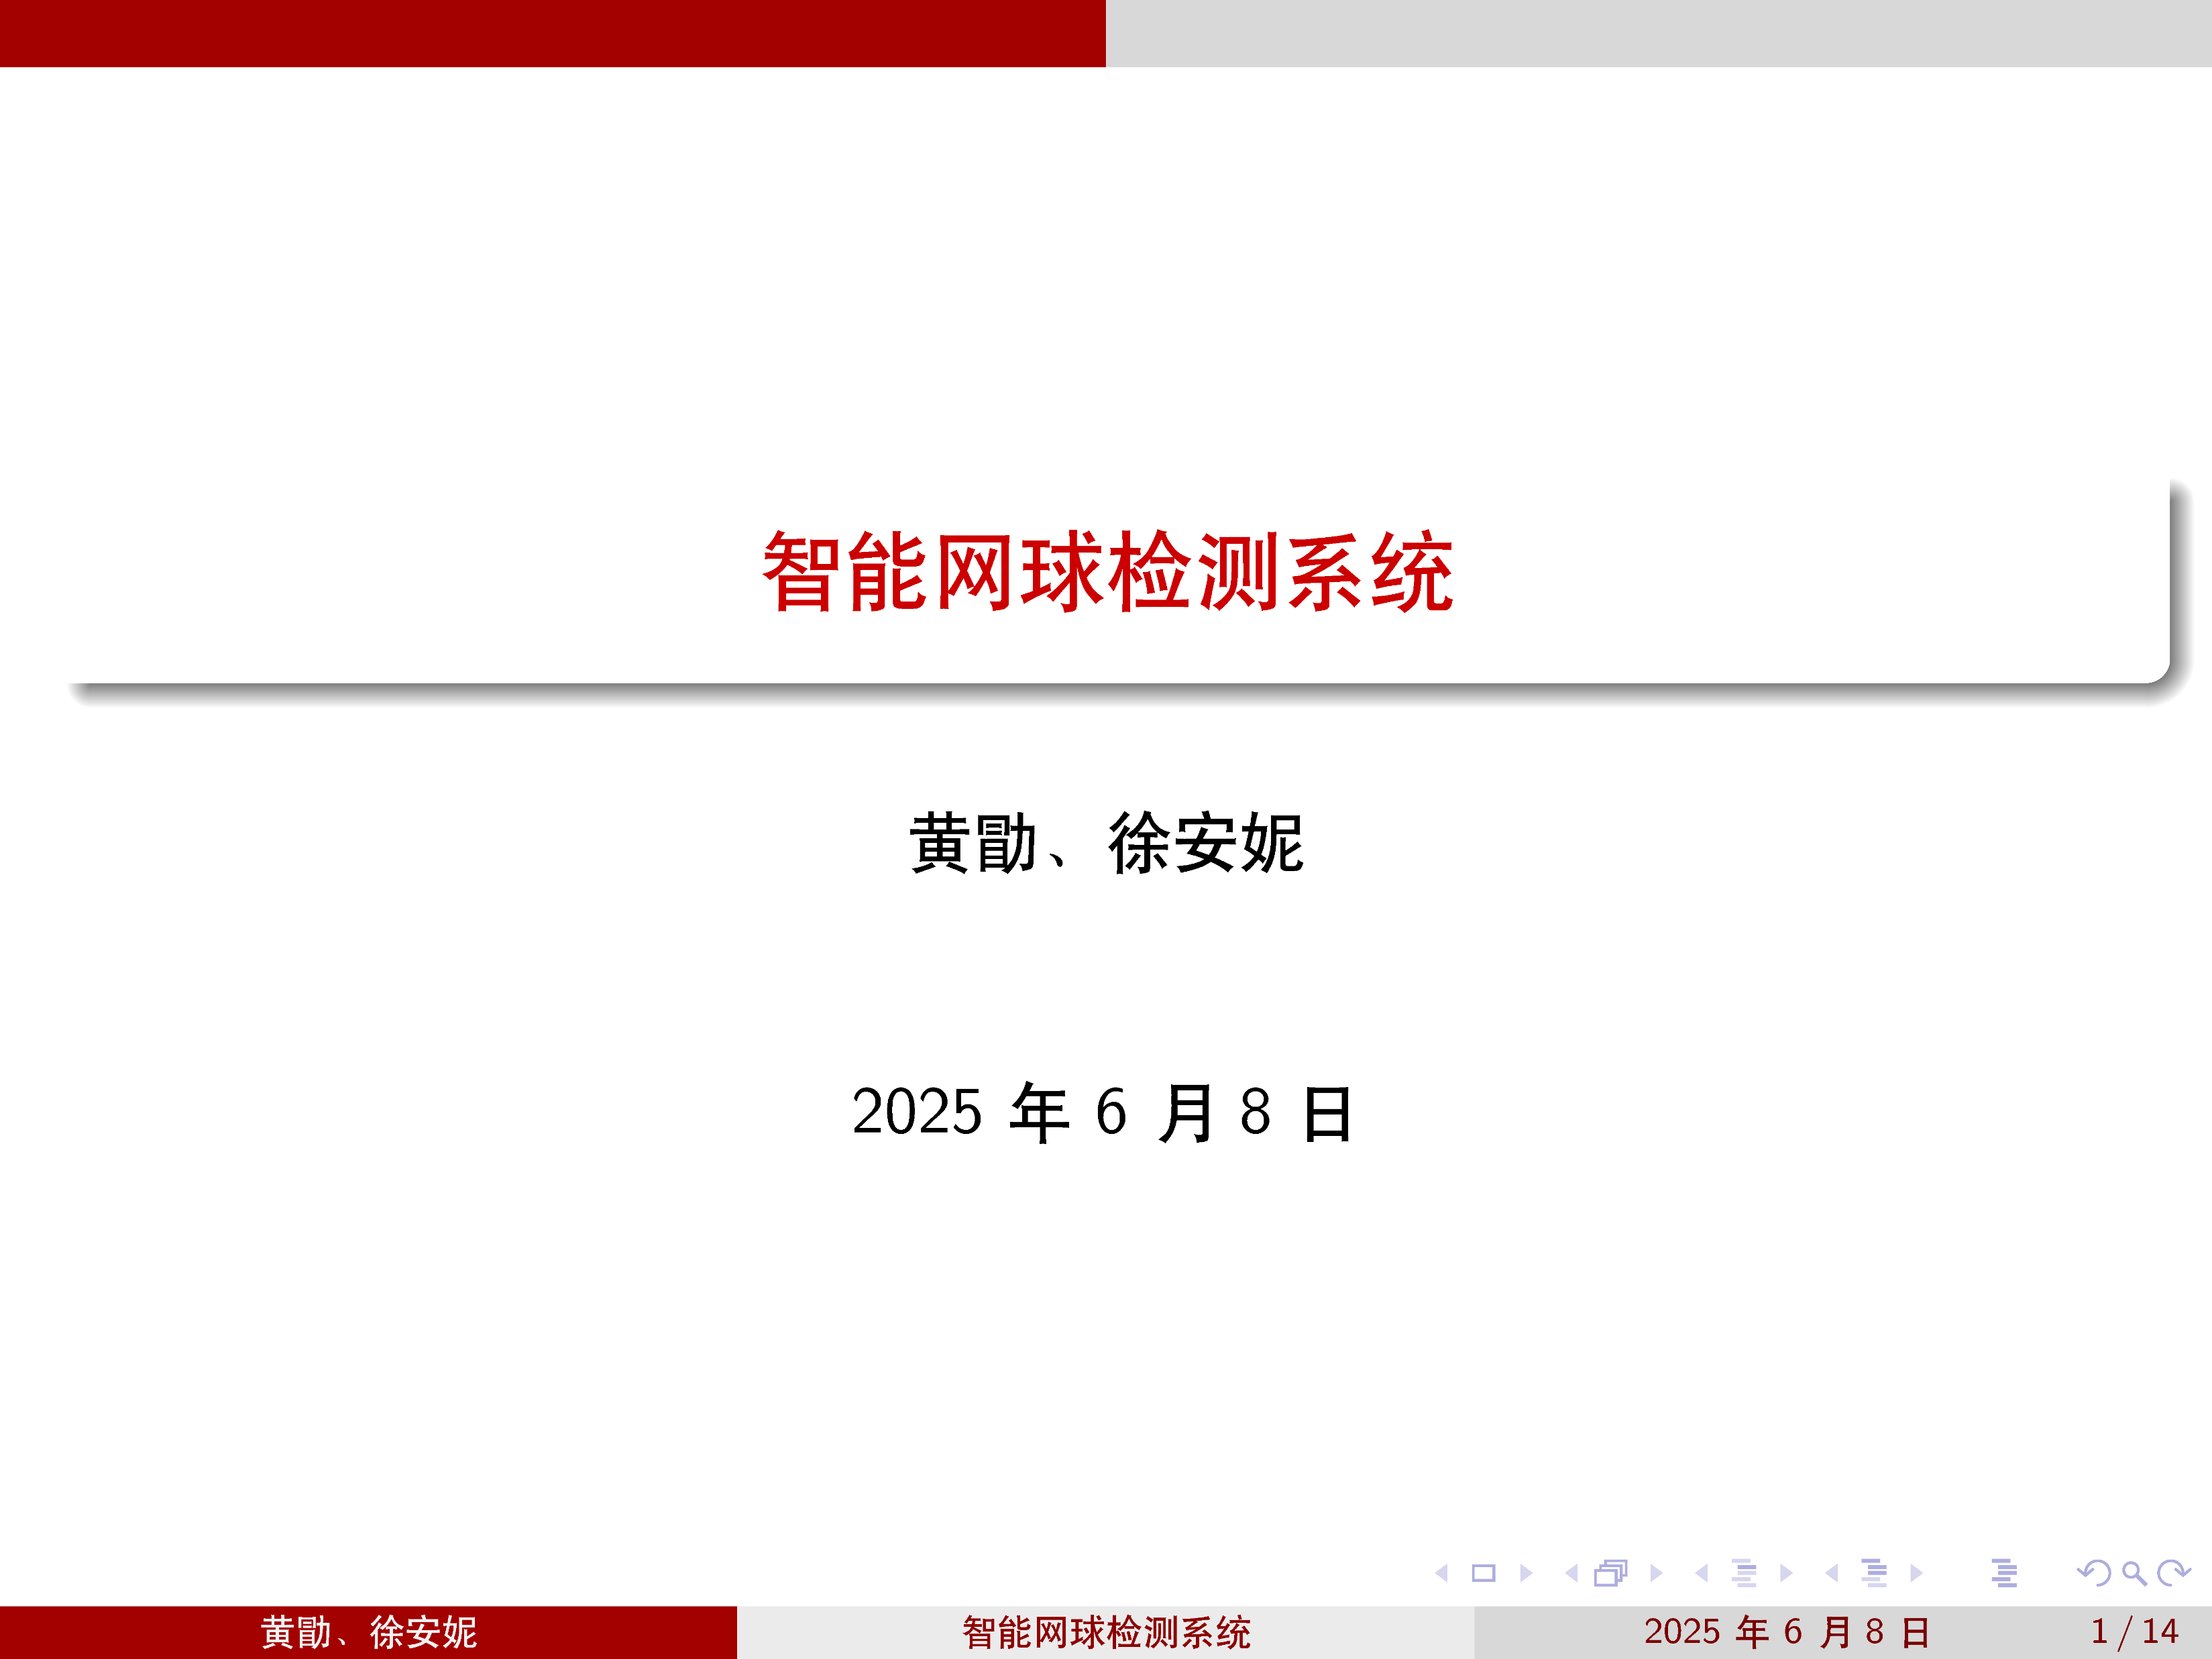 智能网球检测系统
黄勖、徐安妮
2025 年 6 月 8 日
黄勖、徐安妮 智能网球检测系统 2025 年 6 月 8 日 1 / 14